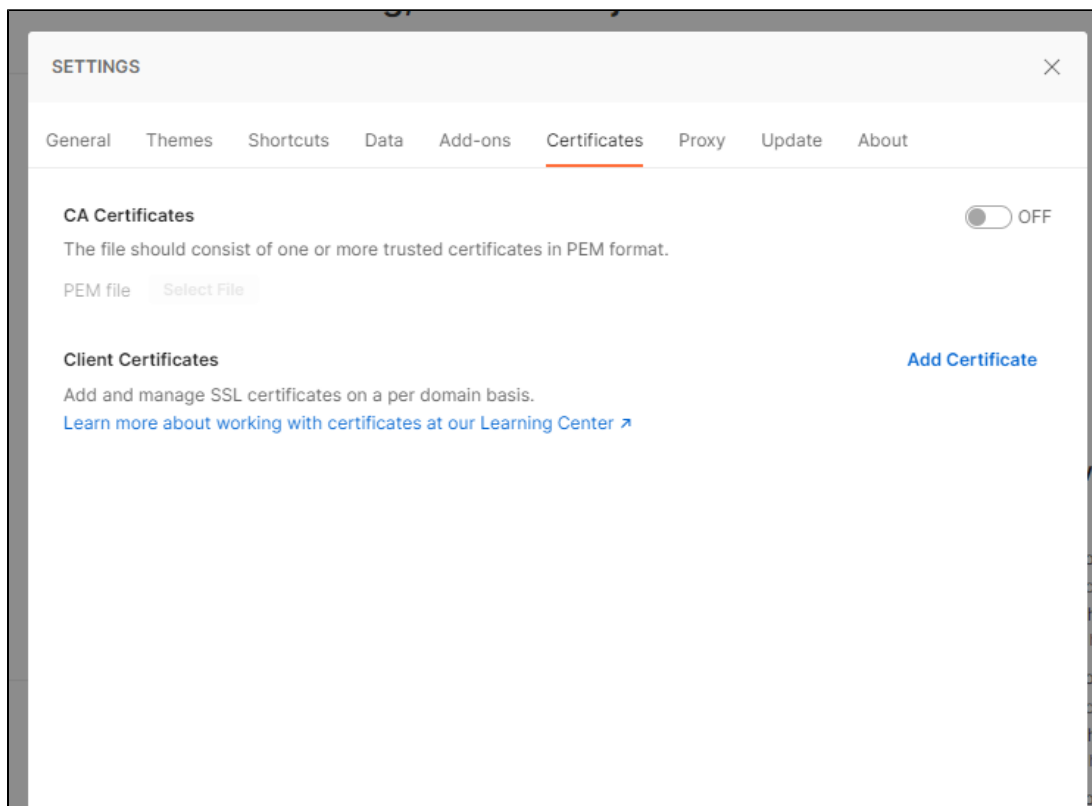 SETTINGS
General Themes Shortcuts Data Add-ons Certificates Proxy Update About
CA Certificates
OFF
The file should consist of one or more trusted certificates in PEM format.
PEM file Select File
Client Certificates
Add Certificate
Add and manage SSL certificates on a per domain basis.
Learn more about working with certificates at our Learning Center ↗